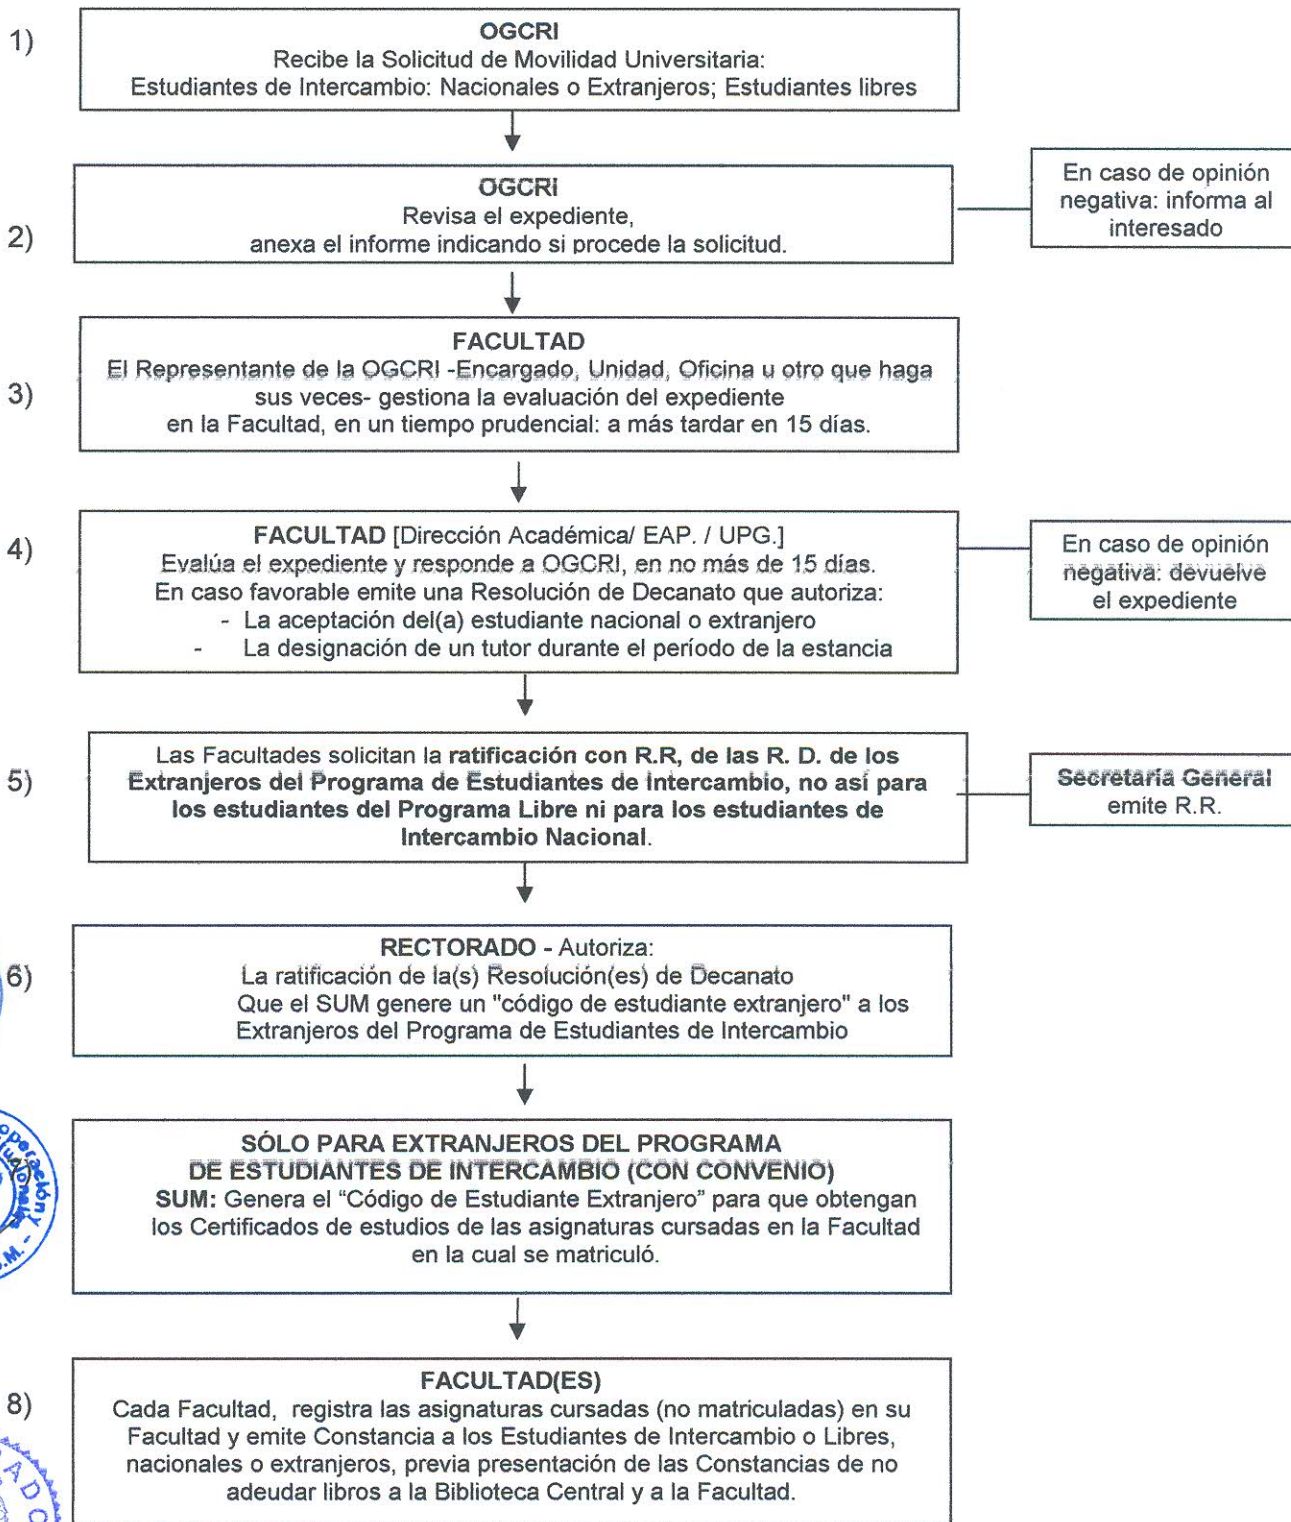 1)
OGCRI
Recibe la Solicitud de Movilidad Universitaria:
Estudiantes de Intercambio: Nacionales o Extranjeros; Estudiantes libres
2)
OGCRI
Revisa el expediente,
anexa el informe indicando si procede la solicitud.
En caso de opinión
negativa: informa al
interesado
3)
FACULTAD
El Representante de la OGCRI -Encargado, Unidad, Oficina u otro que haga
sus veces- gestiona la evaluación del expediente
en la Facultad, en un tiempo prudencial: a más tardar en 15 días.
4)
FACULTAD [Dirección Académica/ EAP. / UPG.]
Evalúa el expediente y responde a OGCRI, en no más de 15 días.
En caso favorable emite una Resolución de Decanato que autoriza:
- La aceptación del(a) estudiante nacional o extranjero
- La designación de un tutor durante el período de la estancia
En caso de opinión
negativa: devuelve
el expediente
5)
Las Facultades solicitan la ratificación con R.R, de las R. D. de los
Extranjeros del Programa de Estudiantes de Intercambio, no así para
los estudiantes del Programa Libre ni para los estudiantes de
Intercambio Nacional.
Secretaría General
emite R.R.
6)
RECTORADO - Autoriza:
La ratificación de la(s) Resolución(es) de Decanato
Que el SUM genere un "código de estudiante extranjero" a los
Extranjeros del Programa de Estudiantes de Intercambio
SÓLO PARA EXTRANJEROS DEL PROGRAMA
DE ESTUDIANTES DE INTERCAMBIO (CON CONVENIO)
SUM: Genera el “Código de Estudiante Extranjero” para que obtengan
los Certificados de estudios de las asignaturas cursadas en la Facultad
en la cual se matriculó.
8)
FACULTAD(ES)
Cada Facultad, registra las asignaturas cursadas (no matriculadas) en su
Facultad y emite Constancia a los Estudiantes de Intercambio o Libres,
nacionales o extranjeros, previa presentación de las Constancias de no
adeudar libros a la Biblioteca Central y a la Facultad.